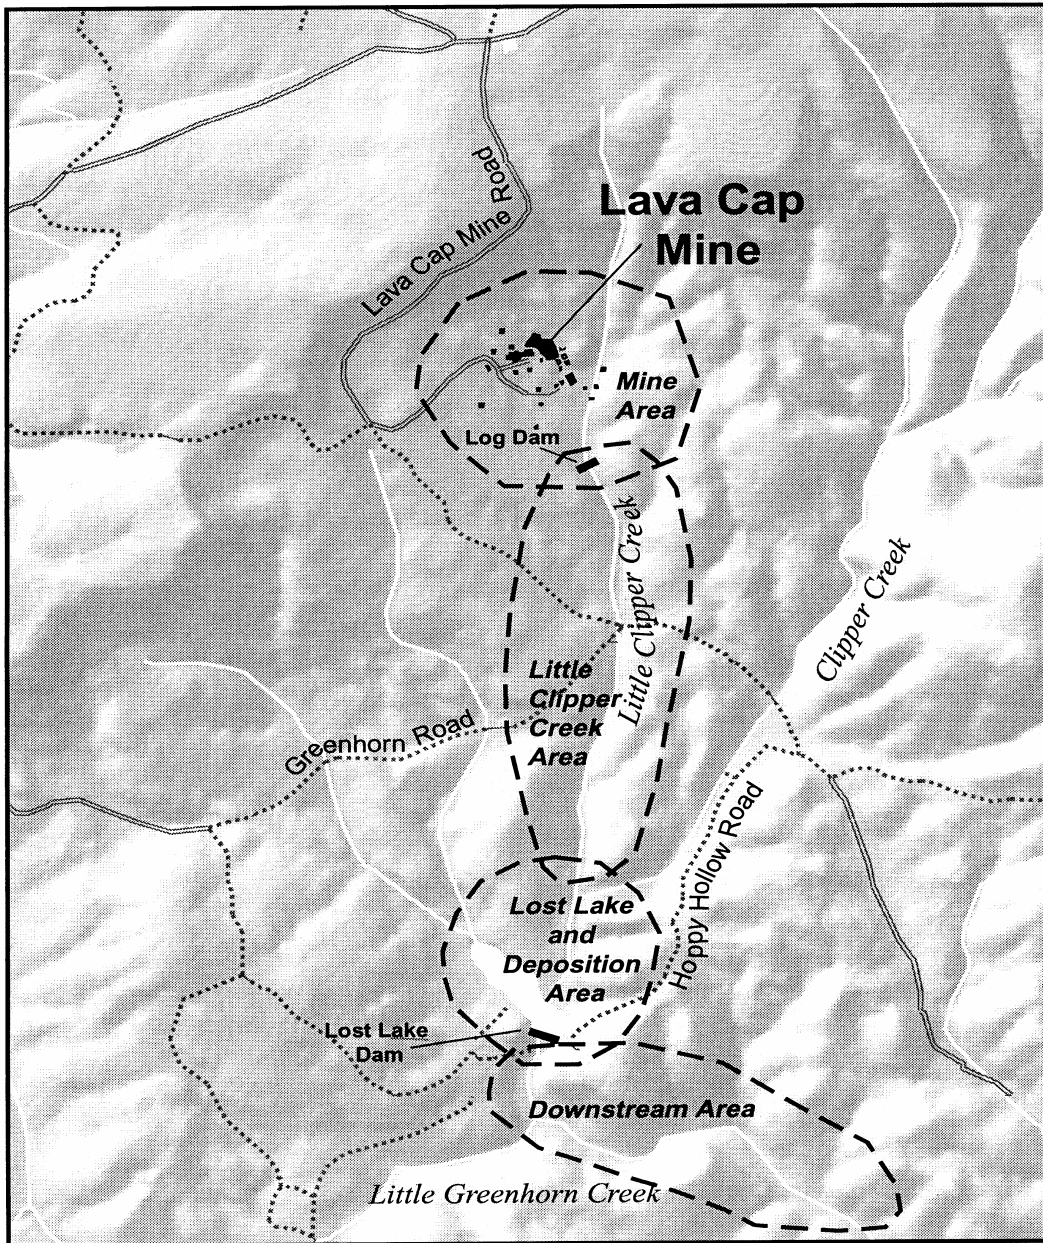 Lava Cap Mine Road
Lava Cap
Mine
Mine
Area
Log Dam
Little Clipper Creek
Clipper Creek
Little
Clipper
Creek
Area
Greenhorn Road
Hoppy Hollow Road
Lost Lake
and
Deposition
Area
Lost Lake
Dam
Downstream Area
Little Greenhorn Creek